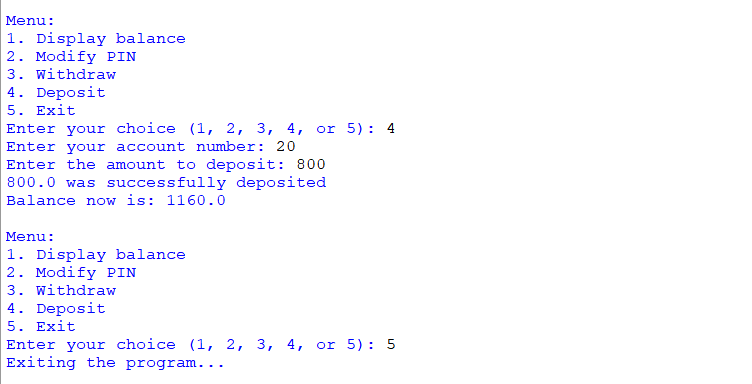 Menu:
1. Display balance
2. Modify PIN
3. Withdraw
4. Deposit
5. Exit
Enter your choice (1, 2, 3, 4, or 5): 4
Enter your account number: 20
Enter the amount to deposit: 800
800.0 was successfully deposited
Balance now is: 1160.0

Menu:
1. Display balance
2. Modify PIN
3. Withdraw
4. Deposit
5. Exit
Enter your choice (1, 2, 3, 4, or 5): 5
Exiting the program...